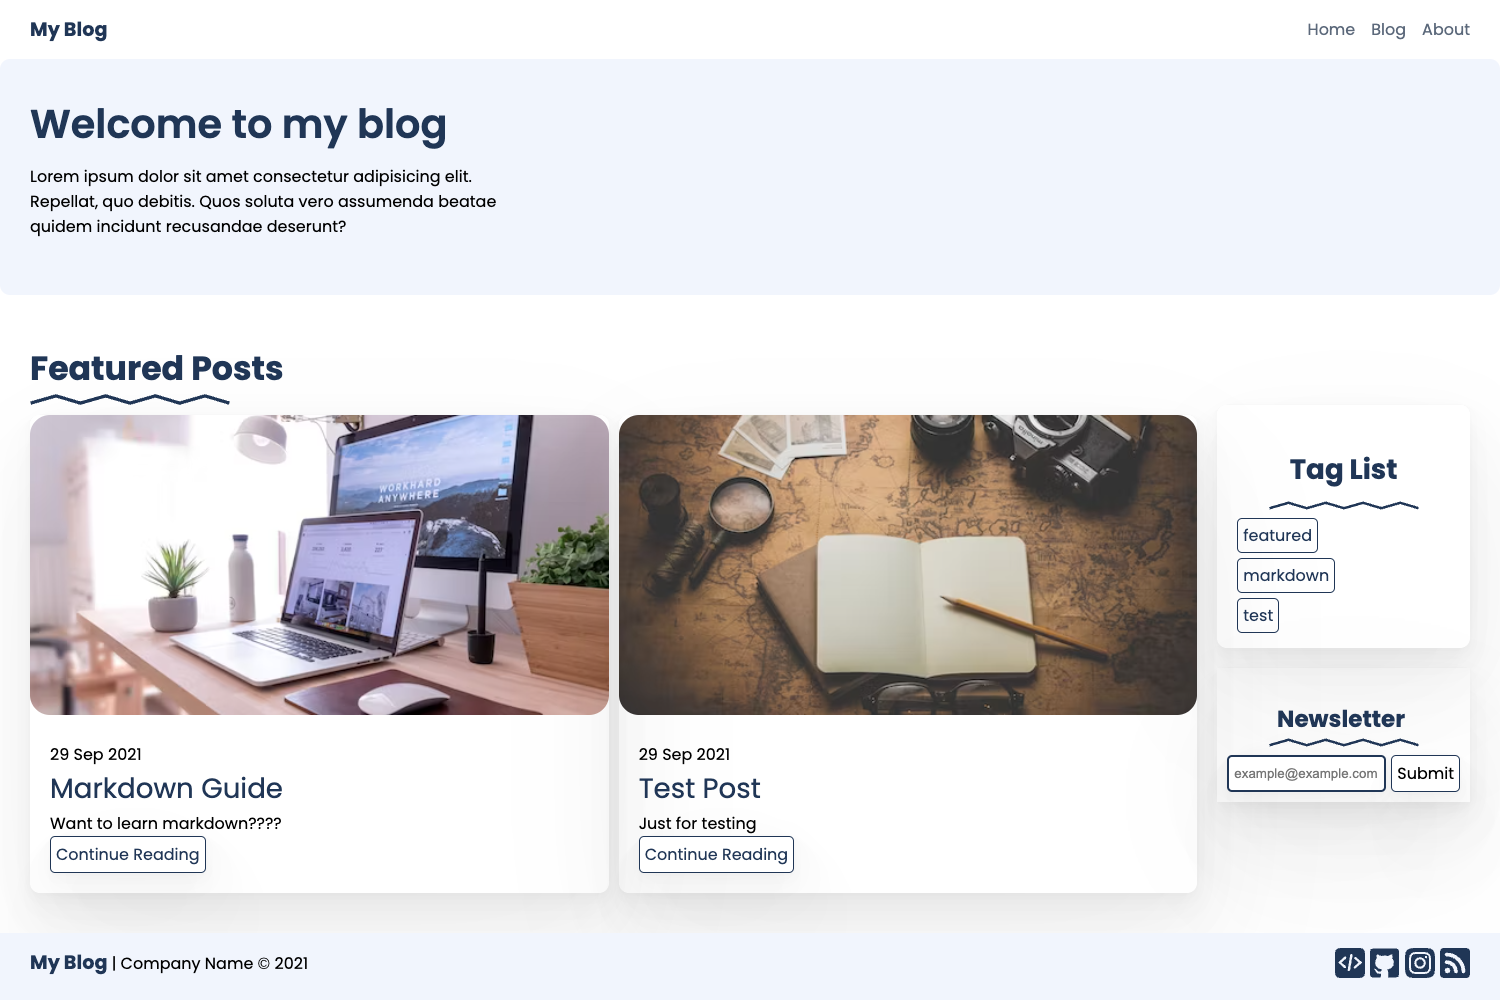 My Blog
Home Blog About
Welcome to my blog
Lorem ipsum dolor sit amet consectetur adipisicing elit.
Repellat, quo debitis. Quos soluta vero assumenda beatae
quidem incidunt recusandae deserunt?
Featured Posts
WORKHARD
ANYWHERE
29 Sep 2021
Markdown Guide
Want to learn markdown????
Continue Reading
29 Sep 2021
Test Post
Just for testing
Continue Reading
Tag List
featured
markdown
test
Newsletter
example@example.com Submit
My Blog | Company Name © 2021